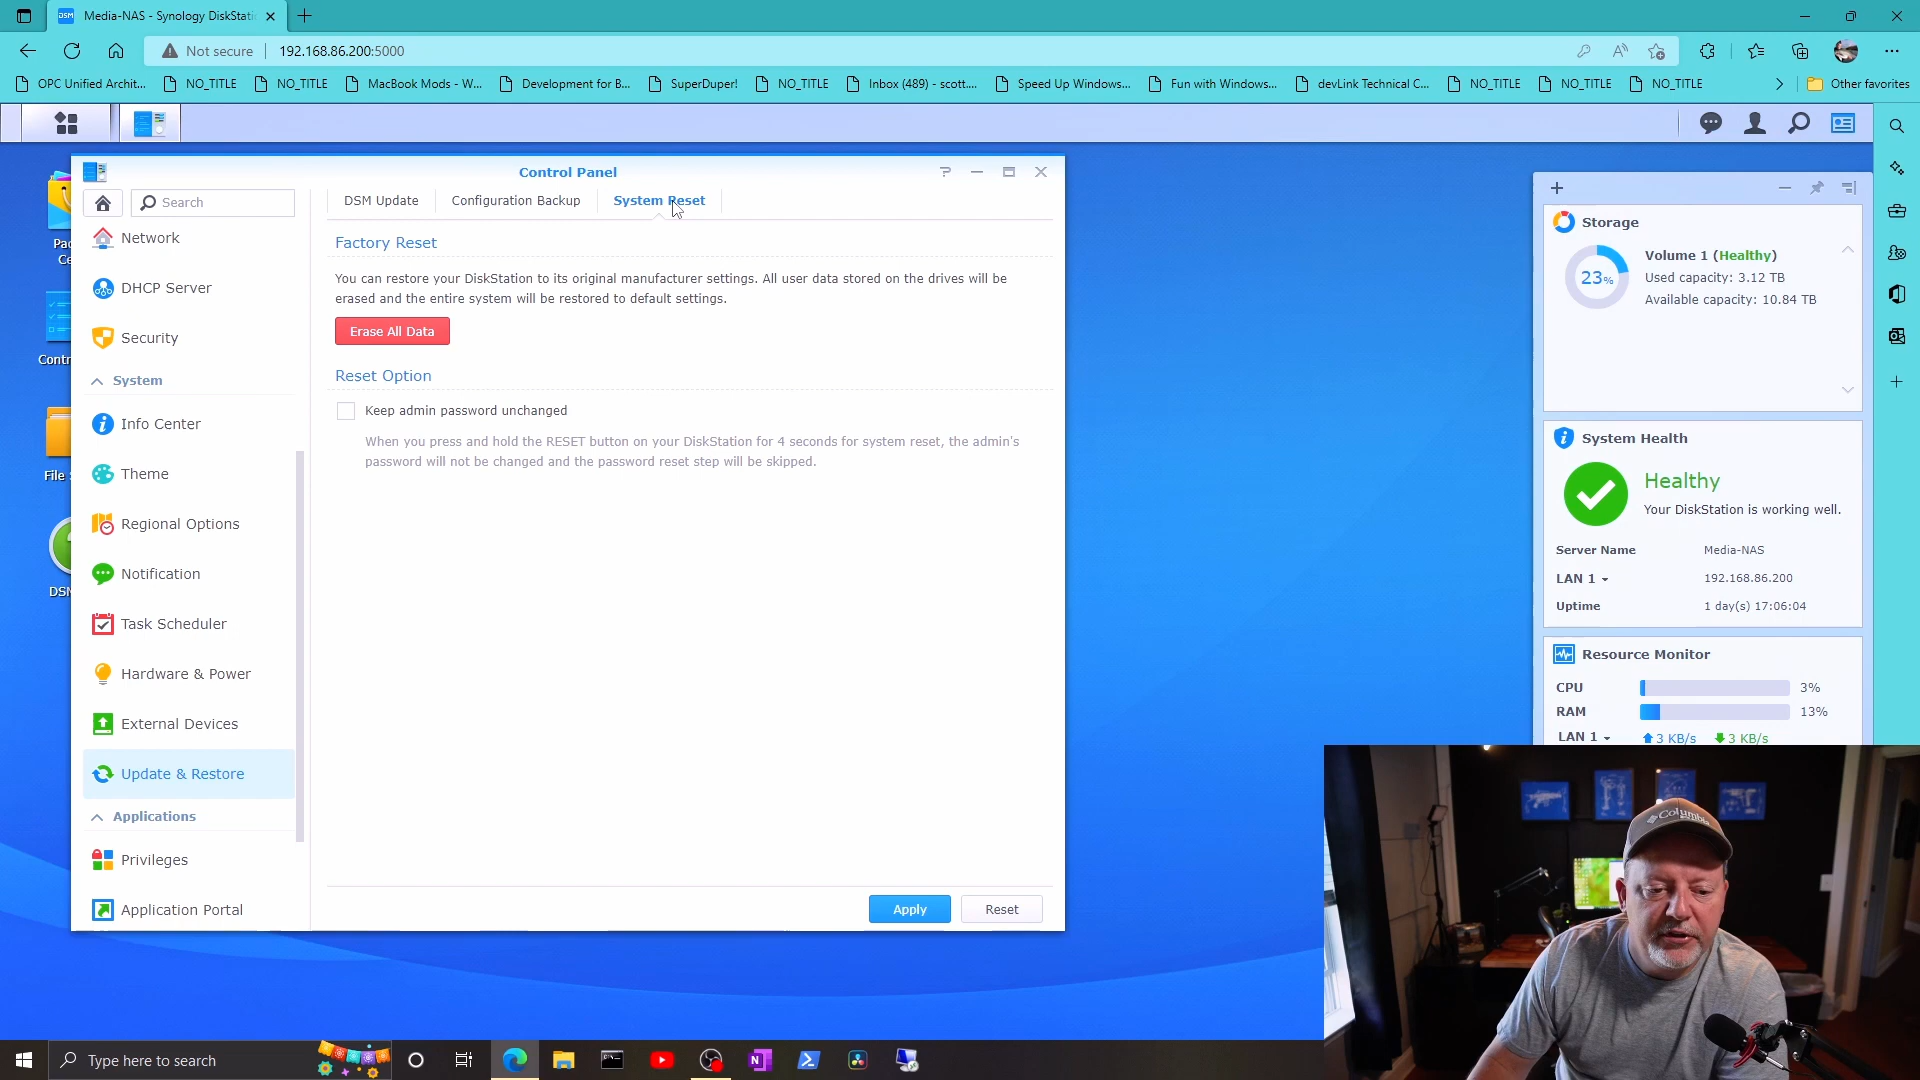 DSM
Media-NAS - Synology DiskStati
Not secure
192.168.86.200:5000
OPC Unified Archit...
NO_TITLE
NO_TITLE
MacBook Mods - W...
Development for B...
SuperDuper!
NO_TITLE
Inbox (489) - scott....
Speed Up Windows...
Fun with Windows...
devLink Technical C...
NO_TITLE
NO_TITLE
NO_TITLE
Other favorites
Pac
Ce
Contr
File S
DSM
Control Panel
Search
Network
DHCP Server
Security
System
Info Center
Theme
Regional Options
Notification
Task Scheduler
Hardware & Power
External Devices
Update & Restore
Applications
Privileges
Application Portal
DSM Update
Configuration Backup
System Reset
Factory Reset
You can restore your DiskStation to its original manufacturer settings. All user data stored on the drives will be
erased and the entire system will be restored to default settings.
Erase All Data
Reset Option
Keep admin password unchanged
When you press and hold the RESET button on your DiskStation for 4 seconds for system reset, the admin's
password will not be changed and the password reset step will be skipped.
Apply
Reset
Storage
23%
Volume 1 (Healthy)
Used capacity: 3.12 TB
Available capacity: 10.84 TB
System Health
Healthy
Your DiskStation is working well.
Server Name
Media-NAS
LAN 1
192.168.86.200
Uptime
1 day(s) 17:06:04
Resource Monitor
CPU
3%
RAM
13%
LAN 1
3 KB/s
3 KB/s
Columbia
Type here to search